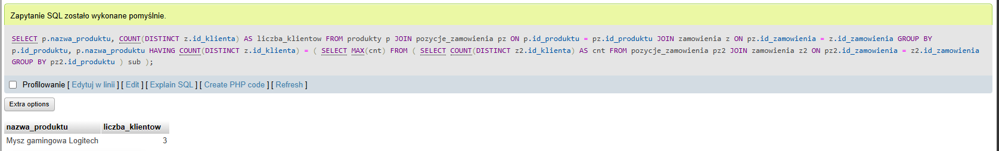 Zapytanie SQL zostało wykonane pomyślnie.
SELECT p.nazwa_produktu, COUNT(DISTINCT z.id_klienta) AS liczba_klientow FROM produkty p JOIN pozycje_zamowienia pz ON p.id_produktu = pz.id_produktu JOIN zamowienia z ON pz.id_zamowienia = z.id_zamowienia GROUP BY
p.id_produktu, p.nazwa_produktu HAVING COUNT(DISTINCT z.id_klienta) = ( SELECT MAX(cnt) FROM ( SELECT COUNT(DISTINCT z2.id_klienta) AS cnt FROM pozycje_zamowienia pz2 JOIN zamowienia z2 ON pz2.id_zamowienia = z2.id_zamowienia
GROUP BY pz2.id_produktu ) sub );
Profilowanie [ Edytuj w linii ] [ Edit ] [ Explain SQL ] [ Create PHP code ] [ Refresh ]
Extra options
nazwa_produktu liczba_klientow
Mysz gamingowa Logitech 3